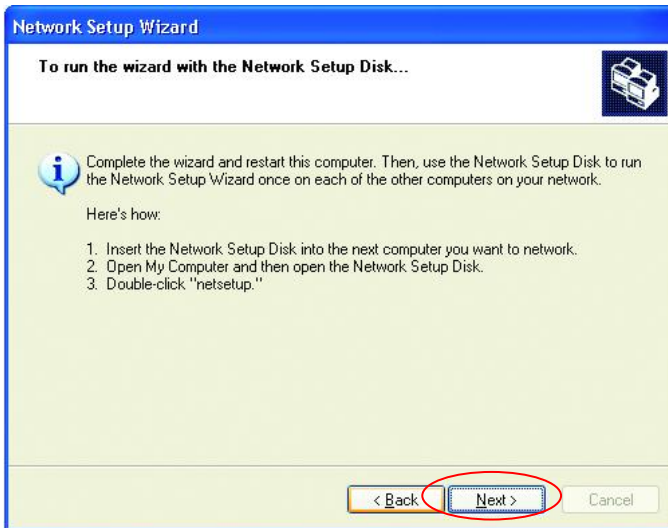 Network Setup Wizard
To run the wizard with the Network Setup Disk...
Complete the wizard and restart this computer. Then, use the Network Setup Disk to run
the Network Setup Wizard once on each of the other computers on your network.
Here's how:
1. Insert the Network Setup Disk into the next computer you want to network.
2. Open My Computer and then open the Network Setup Disk.
3. Double-click "netsetup."
< Back Next > Cancel